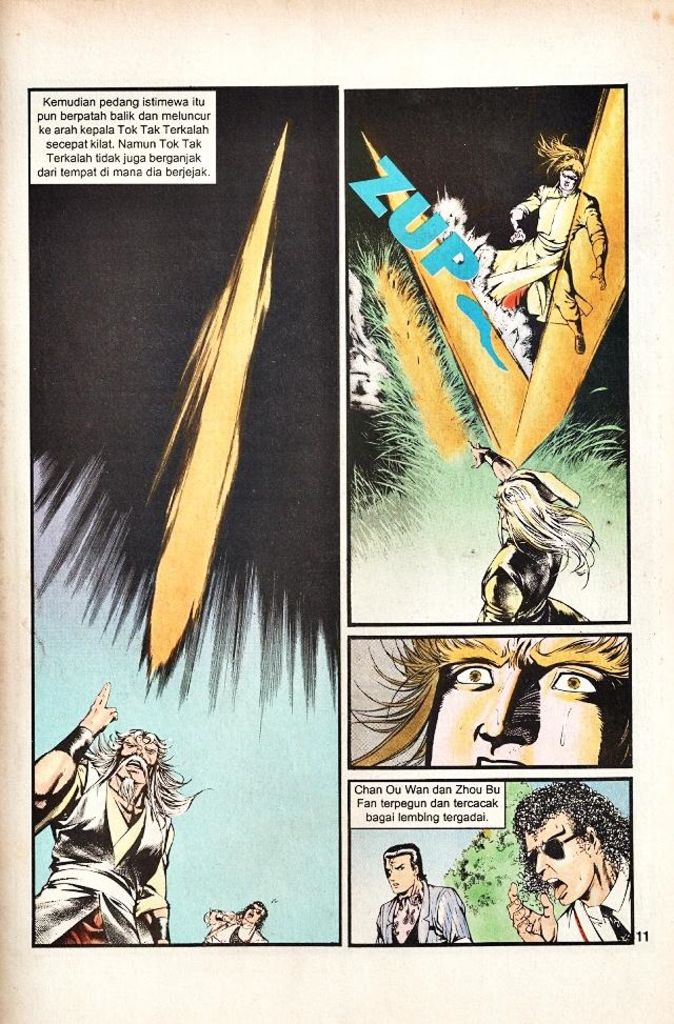 Kemudian pedang istimewa itu
pun berpatah balik dan meluncur
ke arah kepala Tok Tak Terkalah
secepat kilat. Namun Tok Tak
Terkalah tidak juga berganjak
dari tempat di mana dia berjejak.
ZUP
Chan Ou Wan dan Zhou Bu
Fan terpegun dan tercacak
bagai lembing tergadai.
11